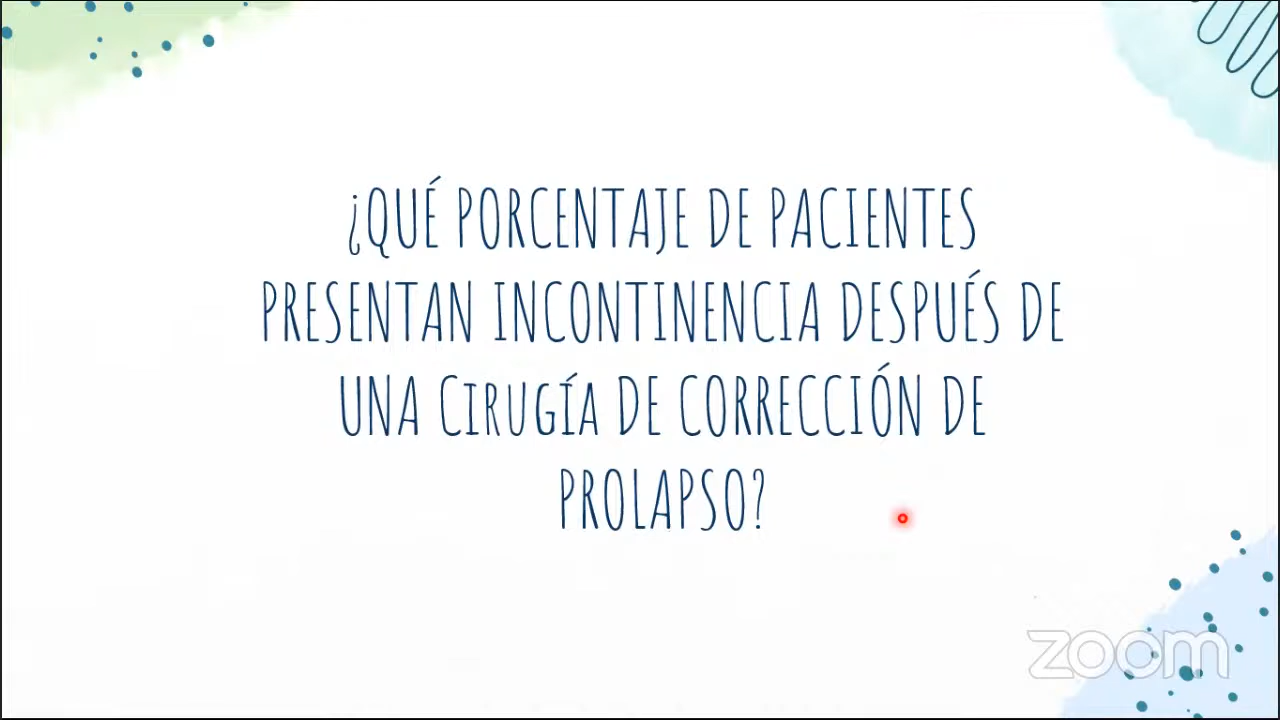 ¿QUÉ PORCENTAJE DE PACIENTES
PRESENTAN INCONTINENCIA DESPUÉS DE
UNA CIRUGÍA DE CORRECCIÓN DE
PROLAPSO?
zoom